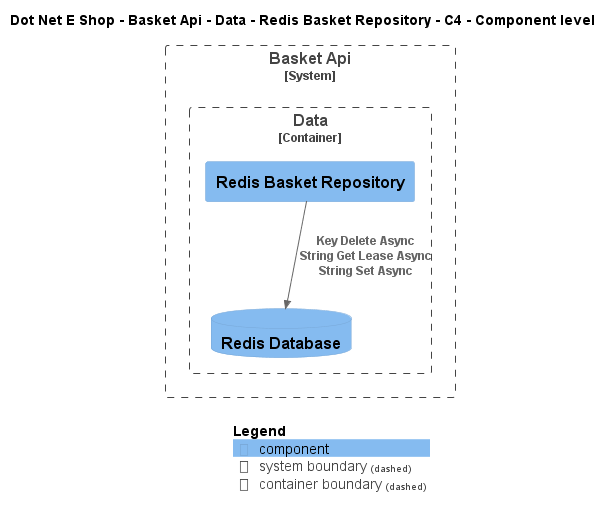 Dot Net E Shop - Basket Api - Data - Redis Basket Repository - C4 - Component level
Basket Api
[System]
Data
[Container]
Redis Basket Repository
Key Delete Async
String Get Lease Async
String Set Async
Redis Database
Legend
component
system boundary (dashed)
container boundary (dashed)